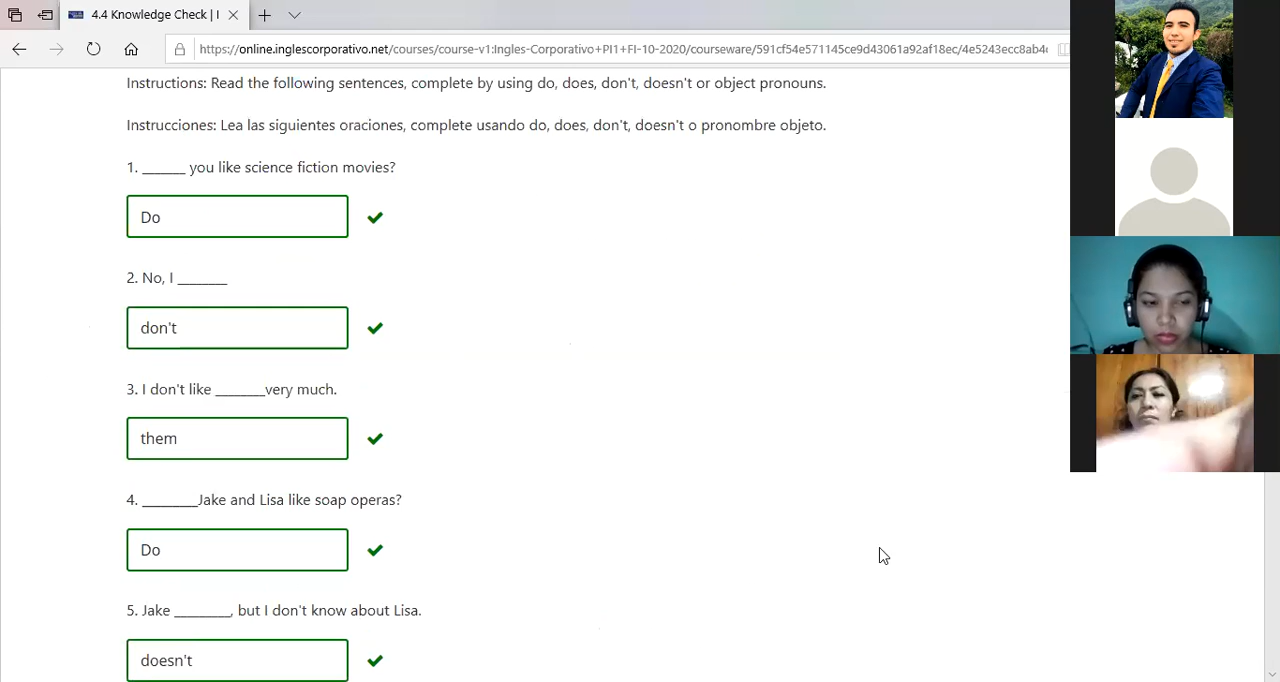 4.4 Knowledge Check | I
https://online.inglescorporativo.net/courses/course-v1:Ingles-Corporativo+PI1+FI-10-2020/courseware/591cf54e571145ce9d43061a92af18ec/4e5243ecc8ab4c
Instructions: Read the following sentences, complete by using do, does, don't, doesn't or object pronouns.
Instrucciones: Lea las siguientes oraciones, complete usando do, does, don't, doesn't o pronombre objeto.
1. ______ you like science fiction movies?
Do
2. No, I _______
don't
3. I don't like _______very much.
them
4. ________Jake and Lisa like soap operas?
Do
5. Jake ________, but I don't know about Lisa.
doesn't